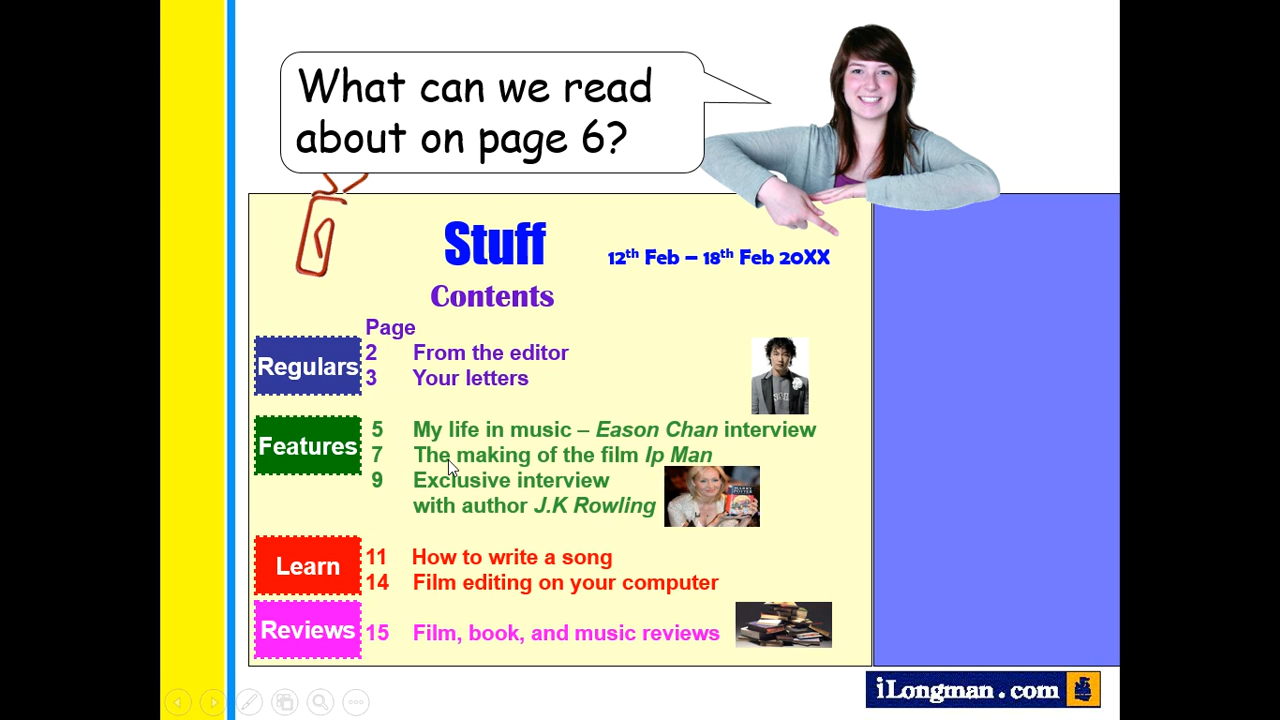 What can we read
about on page 6?
Stuff
12th Feb – 18th Feb 20XX
Contents
Page
Regulars
2 From the editor
3 Your letters
Features
5 My life in music – Eason Chan interview
7 The making of the film Ip Man
9 Exclusive interview
with author J.K Rowling
Learn
11 How to write a song
14 Film editing on your computer
Reviews
15 Film, book, and music reviews
iLongman.com